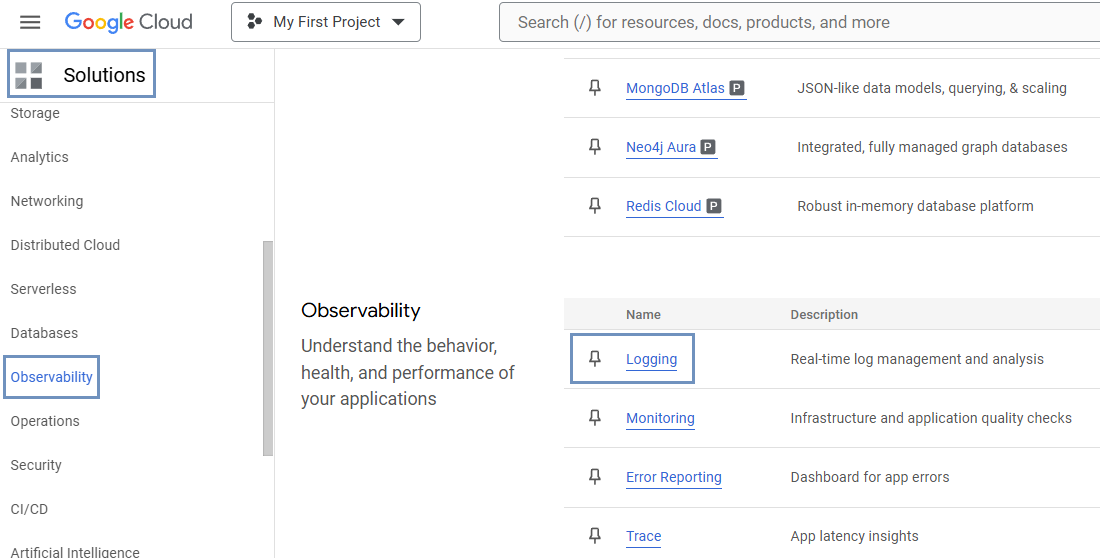 Google Cloud
My First Project
Search (/) for resources, docs, products, and more
Solutions
Storage
Analytics
Networking
Distributed Cloud
Serverless
Databases
Observability
Operations
Security
CI/CD
Artificial Intelligence
MongoDB Atlas P JSON-like data models, querying, & scaling
Neo4j Aura P Integrated, fully managed graph databases
Redis Cloud P Robust in-memory database platform
Observability
Understand the behavior,
health, and performance of
your applications
Name Description
Logging Real-time log management and analysis
Monitoring Infrastructure and application quality checks
Error Reporting Dashboard for app errors
Trace App latency insights